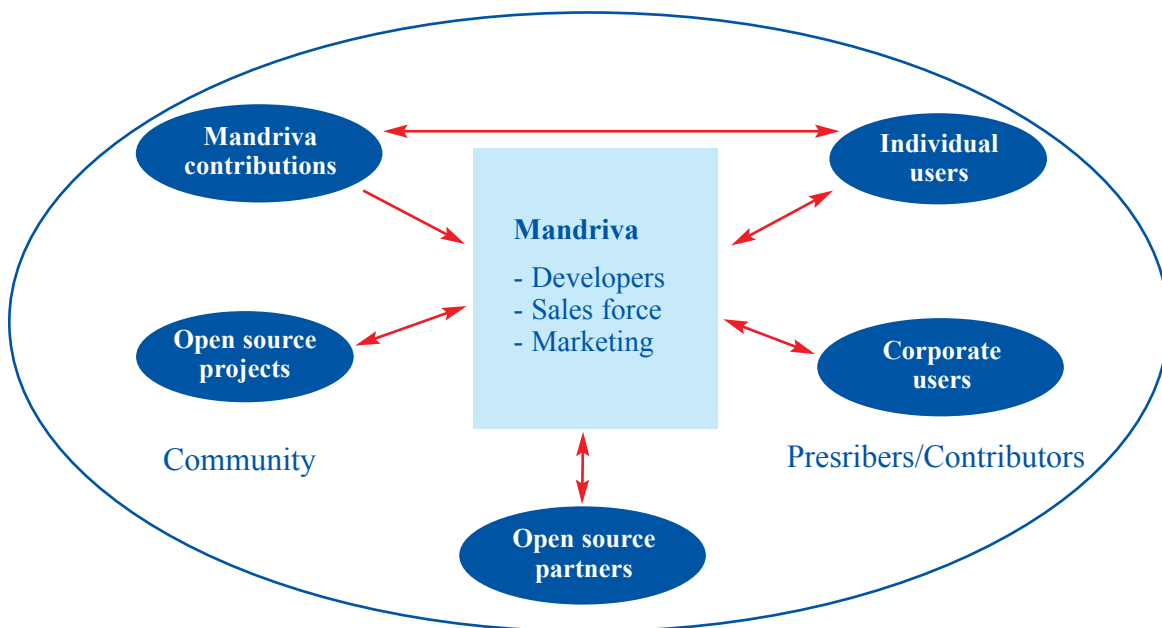 Mandriva
contributions
Individual
users
Mandriva
- Developers
- Sales force
- Marketing
Open source
projects
Corporate
users
Community
Presribers/Contributors
Open source
partners